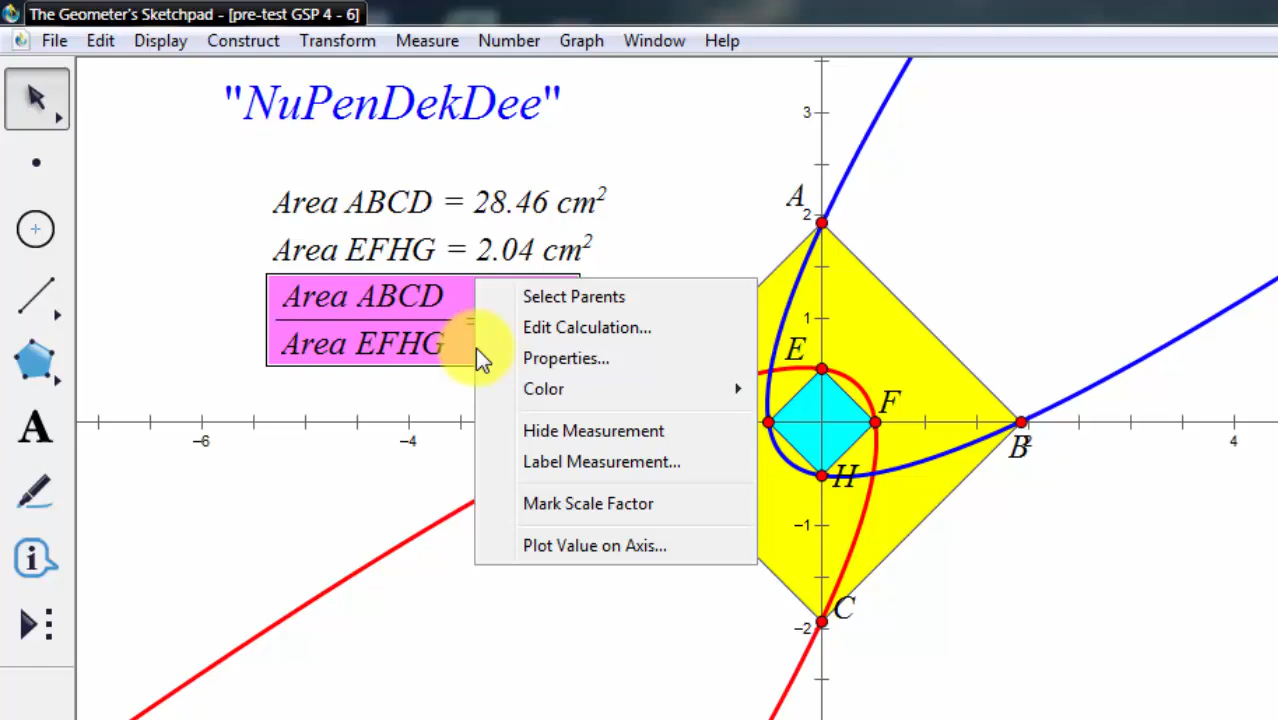 The Geometer's Sketchpad - [pre-test GSP 4 - 6]
File Edit Display Construct Transform Measure Number Graph Window Help
"NuPenDekDee"
Area ABCD = 28.46 cm²
Area EFHG = 2.04 cm²
Area ABCD
Area EFHG
=
Select Parents
Edit Calculation...
Properties...
Color
Hide Measurement
Label Measurement...
Mark Scale Factor
Plot Value on Axis...
A
3
A
2
1
E
F
-6
-4
B
2
4
H
-1
C
-2